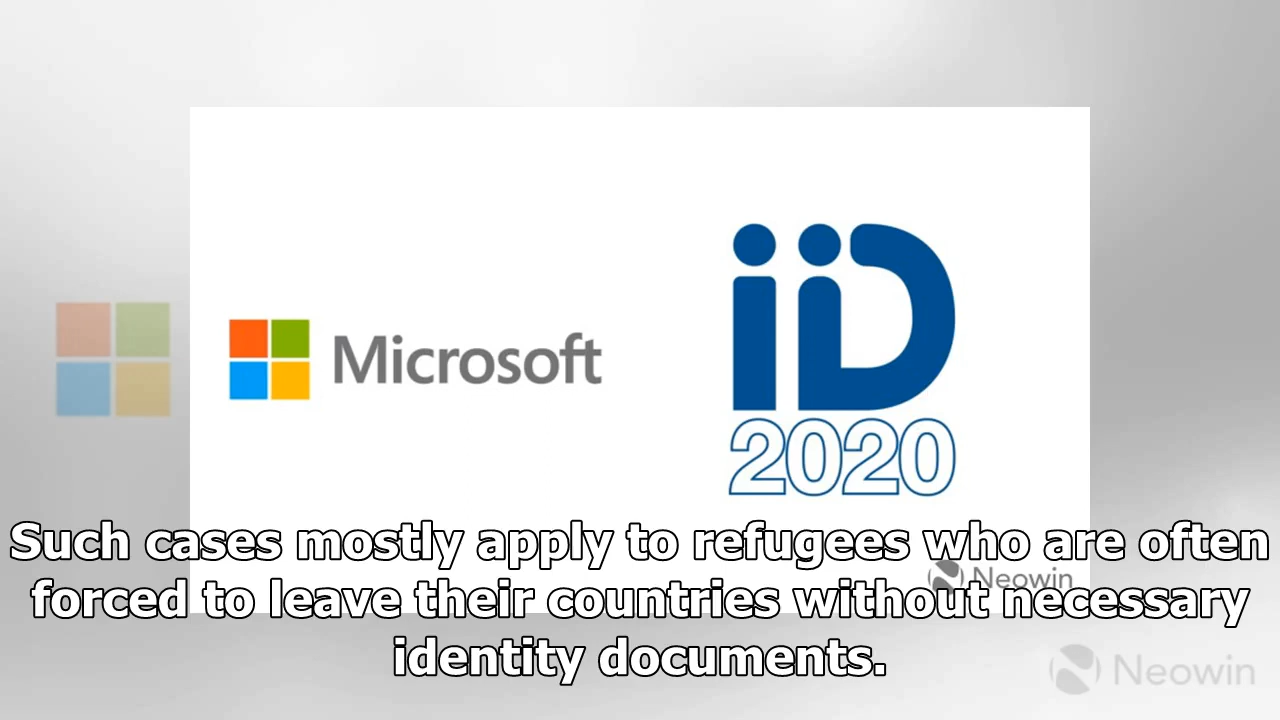 Microsoft
iD
2020
Such cases mostly apply to refugees who are often
Neowin
forced to leave their countries without necessary
identity documents.
Neowin